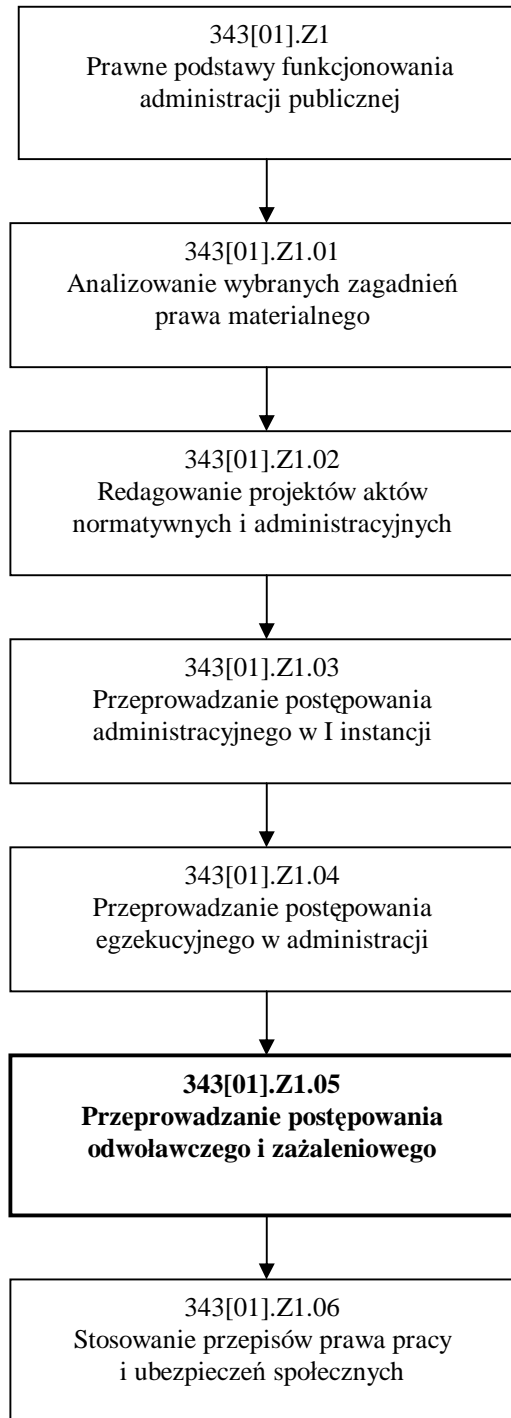 343[01].Z1
Prawne podstawy funkcjonowania
administracji publicznej
343[01].Z1.01
Analizowanie wybranych zagadnień
prawa materialnego
343[01].Z1.02
Redagowanie projektów aktów
normatywnych i administracyjnych
343[01].Z1.03
Przeprowadzanie postępowania
administracyjnego w I instancji
343[01].Z1.04
Przeprowadzanie postępowania
egzekucyjnego w administracji
343[01].Z1.05
Przeprowadzanie postępowania
odwoławczego i zażaleniowego
343[01].Z1.06
Stosowanie przepisów prawa pracy
i ubezpieczeń społecznych